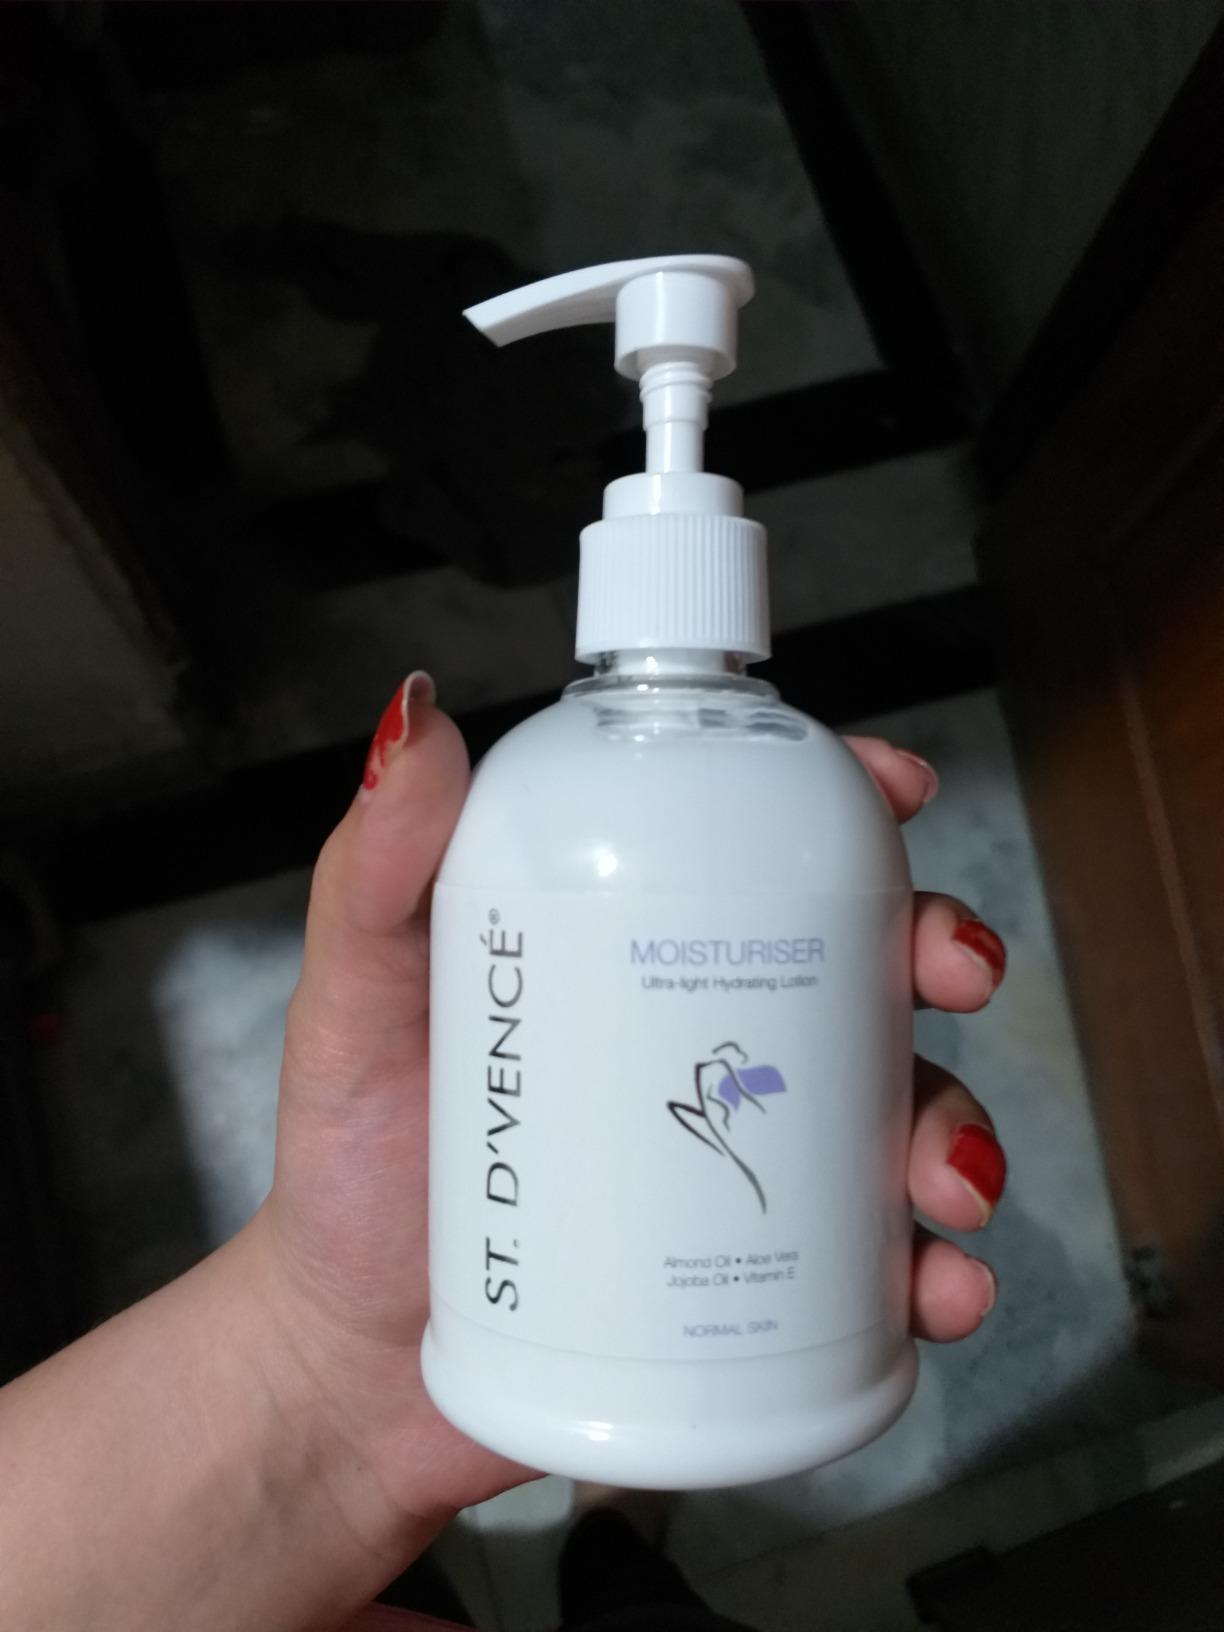 ST. D'VENCÉ®
MOISTURISER
Ultra-light Hydrating Lotion
Almond Oil • Aloe Vera
Jojoba Oil • Vitamin E
NORMAL SKIN